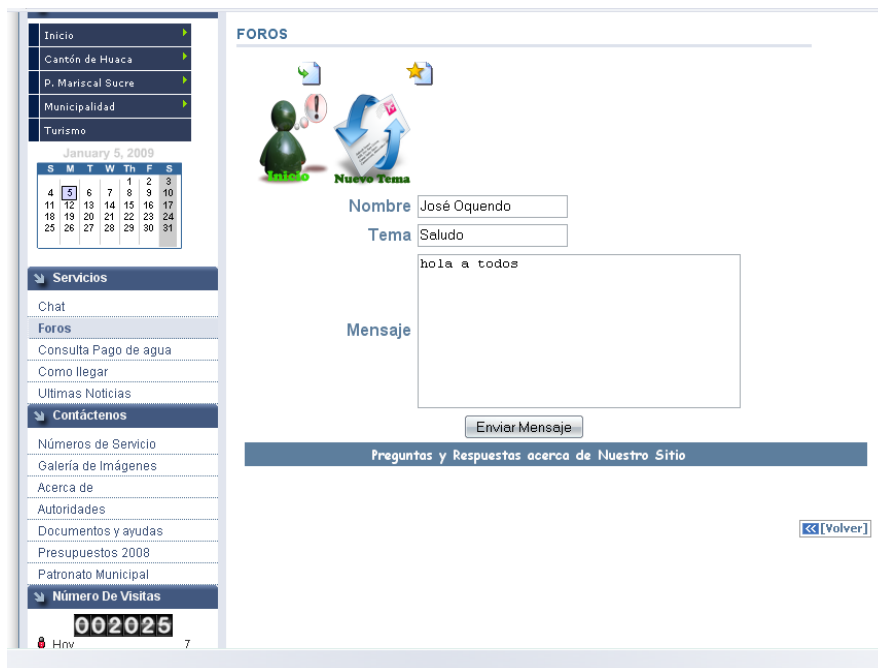 Inicio
Cantón de Huaca
P. Mariscal Sucre
Municipalidad
Turismo
January 5, 2009
S M T W Th F S
1 2 3
4 5 6 7 8 9 10
11 12 13 14 15 16 17
18 19 20 21 22 23 24
25 26 27 28 29 30 31
Servicios
Chat
Foros
Consulta Pago de agua
Como llegar
Ultimas Noticias
Contáctenos
Números de Servicio
Galería de Imágenes
Acerca de
Autoridades
Documentos y ayudas
Presupuestos 2008
Patronato Municipal
Número De Visitas
002025
Hoy 7
FOROS
Inicio
Nuevo Tema
Nombre José Oquendo
Tema Saludo
Mensaje hola a todos
Enviar Mensaje
Preguntas y Respuestas acerca de Nuestro Sitio
[Volver]